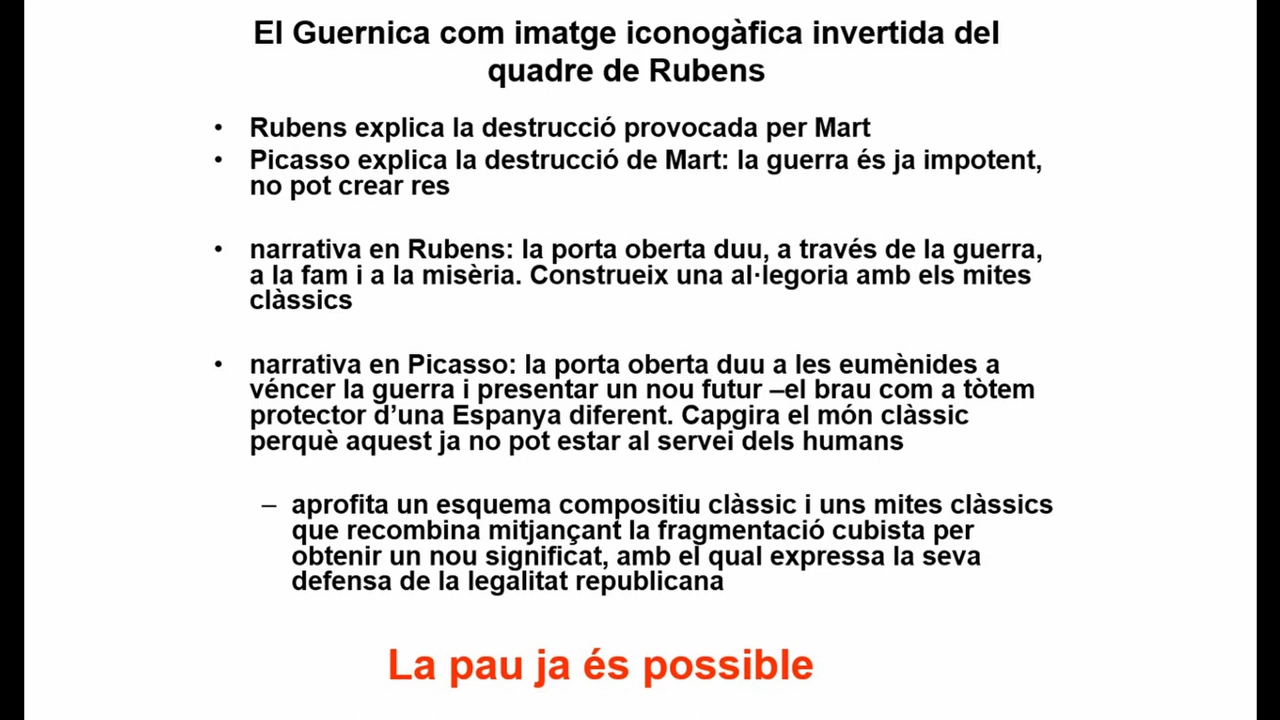 El Guernica com imatge iconogàfica invertida del
quadre de Rubens
• Rubens explica la destrucció provocada per Mart
• Picasso explica la destrucció de Mart: la guerra és ja impotent,
no pot crear res
• narrativa en Rubens: la porta oberta duu, a través de la guerra,
a la fam i a la misèria. Construeix una al·legoria amb els mites
clàssics
• narrativa en Picasso: la porta oberta duu a les eumènides a
véncer la guerra i presentar un nou futur –el brau com a tòtem
protector d’una Espanya diferent. Capgira el món clàssic
perquè aquest ja no pot estar al servei dels humans
– aprofita un esquema compositiu clàssic i uns mites clàssics
que recombina mitjançant la fragmentació cubista per
obtenir un nou significat, amb el qual expressa la seva
defensa de la legalitat republicana
La pau ja és possible